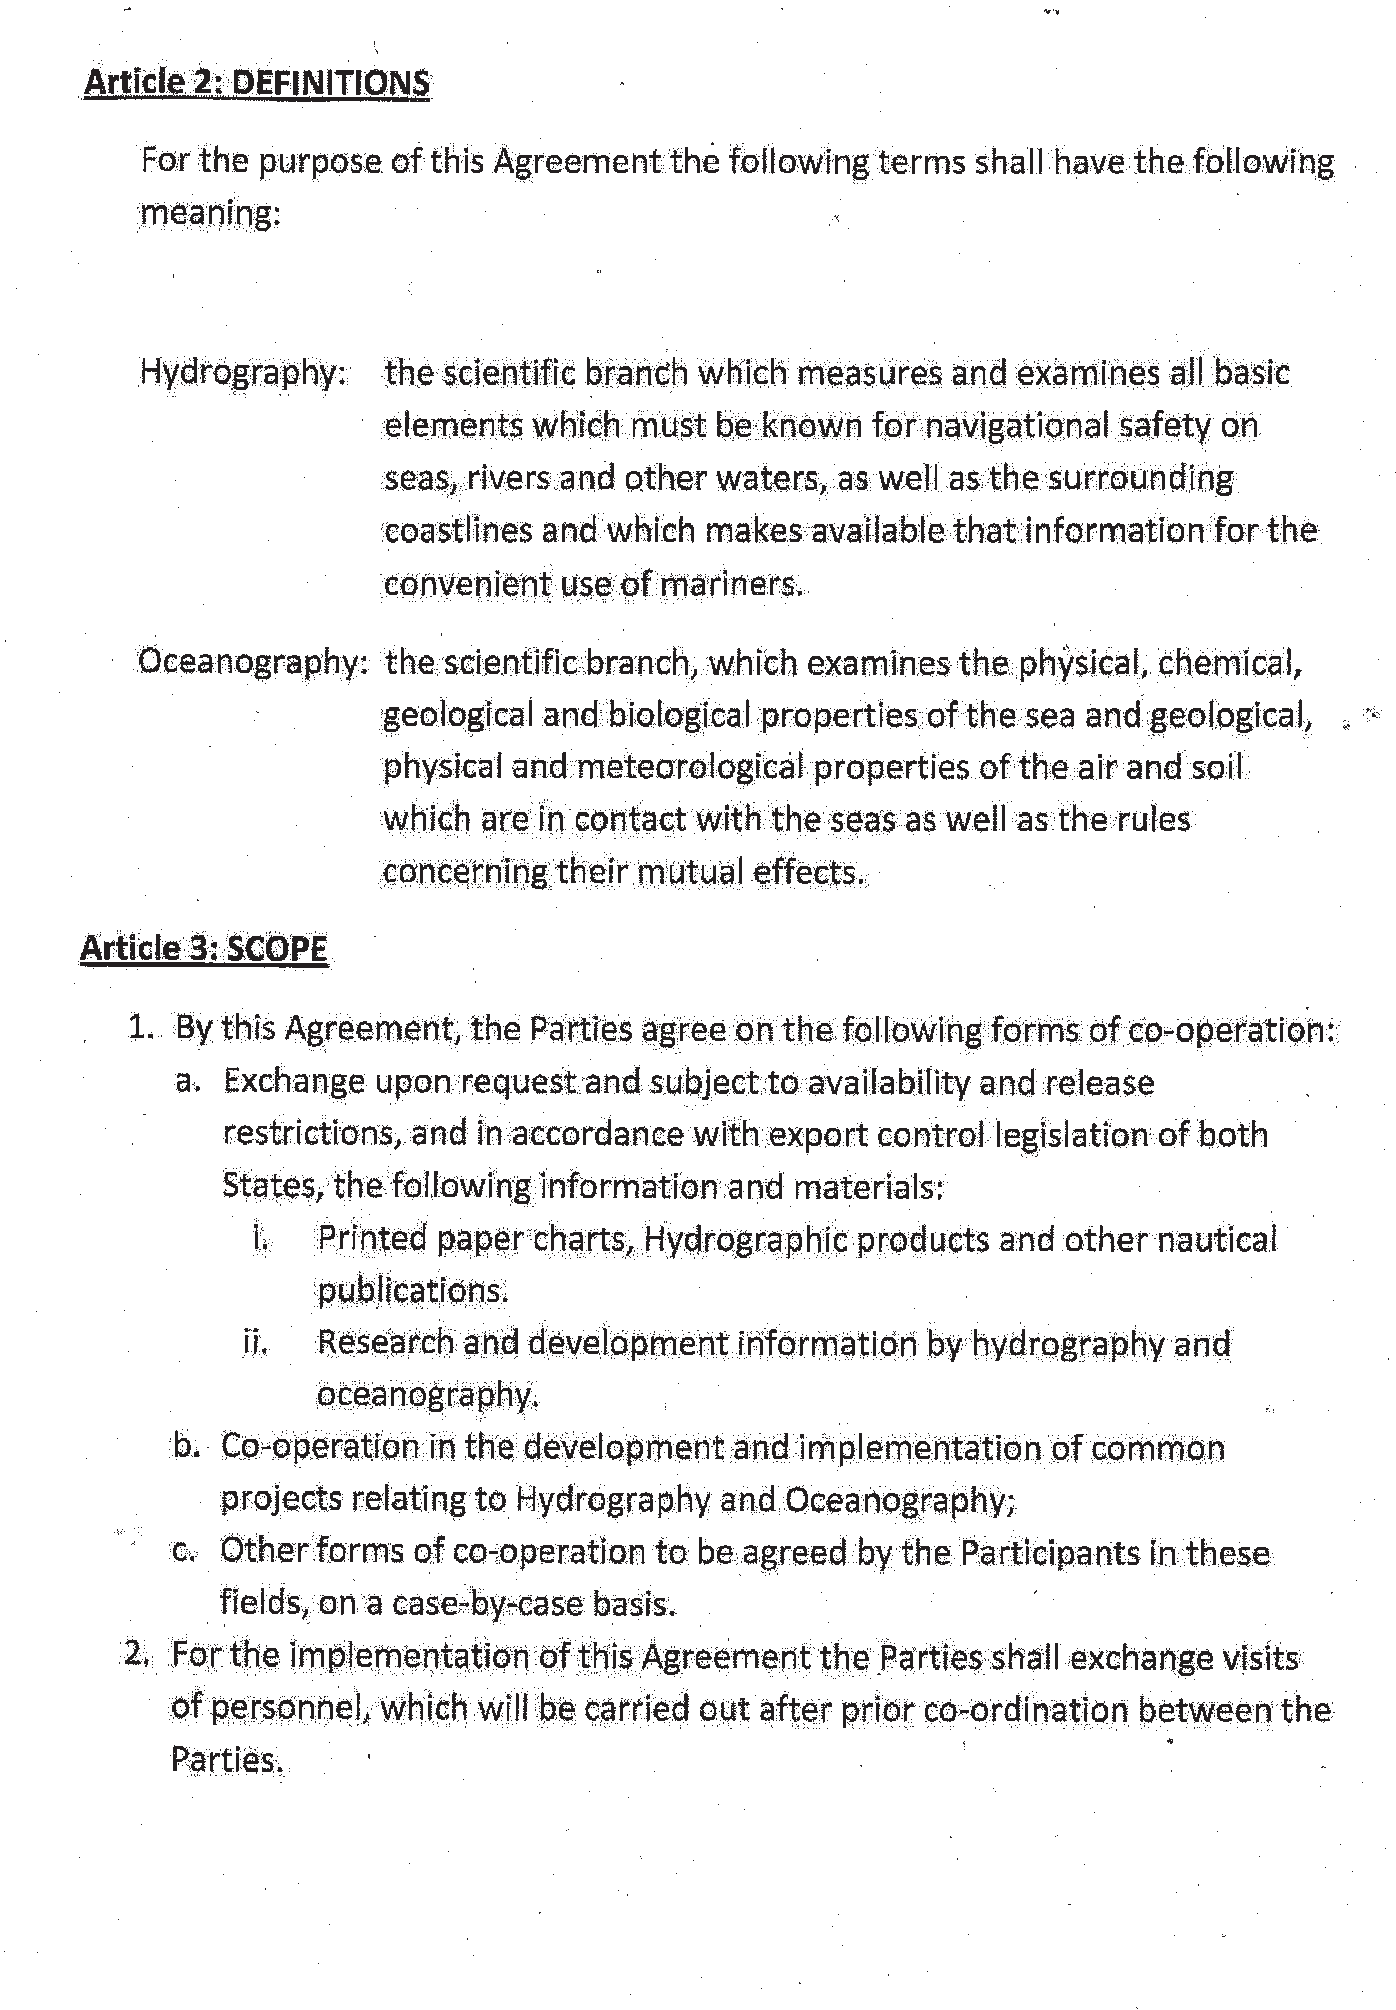 Article 2: DEFINITIONS
For the purpose of this Agreement the following terms shall have the following
meaning:
Hydrography: the scientific branch which measures and examines all basic
elements which must be known for navigational safety on
seas, rivers and other waters, as well as the surrounding
coastlines and which makes available that information for the
convenient use of mariners.
Oceanography: the scientific branch, which examines the physical, chemical,
geological and biological properties of the sea and geological,
physical and meteorological properties of the air and soil
which are in contact with the seas as well as the rules
concerning their mutual effects.
Article 3: SCOPE
1. By this Agreement, the Parties agree on the following forms of co-operation:
a. Exchange upon request and subject to availability and release
restrictions, and in accordance with export control legislation of both
States, the following information and materials:
i. Printed paper charts, Hydrographic products and other nautical
publications.
ii. Research and development information by hydrography and
oceanography.
b. Co-operation in the development and implementation of common
projects relating to Hydrography and Oceanography;
c. Other forms of co-operation to be agreed by the Participants in these
fields, on a case-by-case basis.
2. For the implementation of this Agreement the Parties shall exchange visits
of personnel, which will be carried out after prior co-ordination between the
Parties.